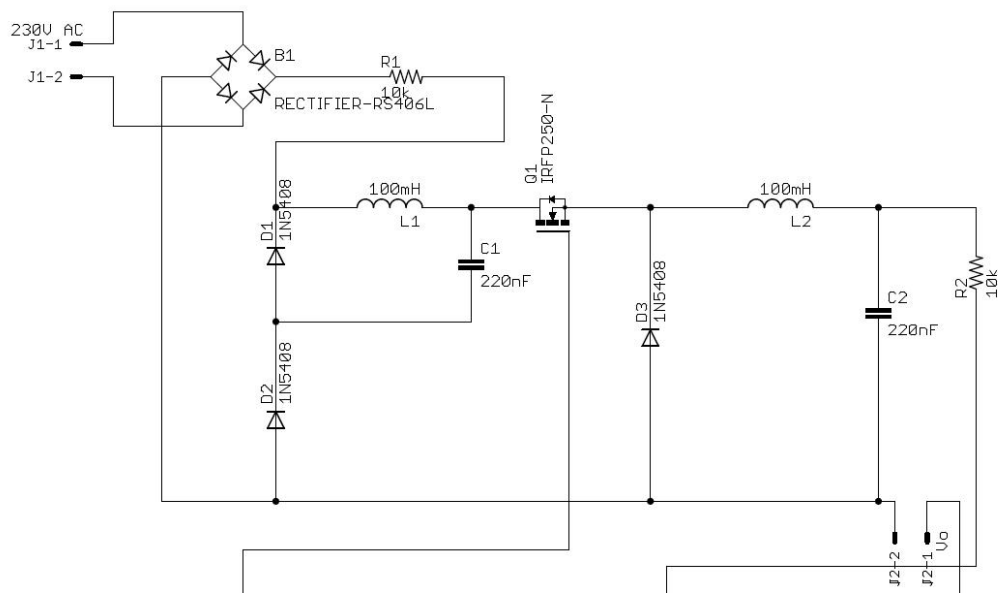 230V AC
J1-1
J1-2
B1
RECTIFIER-RS406L
R1
10k
Q1
IRFP250-N
D1
1N5408
100mH
L1
C1
220nF
100mH
L2
D2
1N5408
D3
1N5408
C2
220nF
R2
10k
J2-2
J2-1
Vo